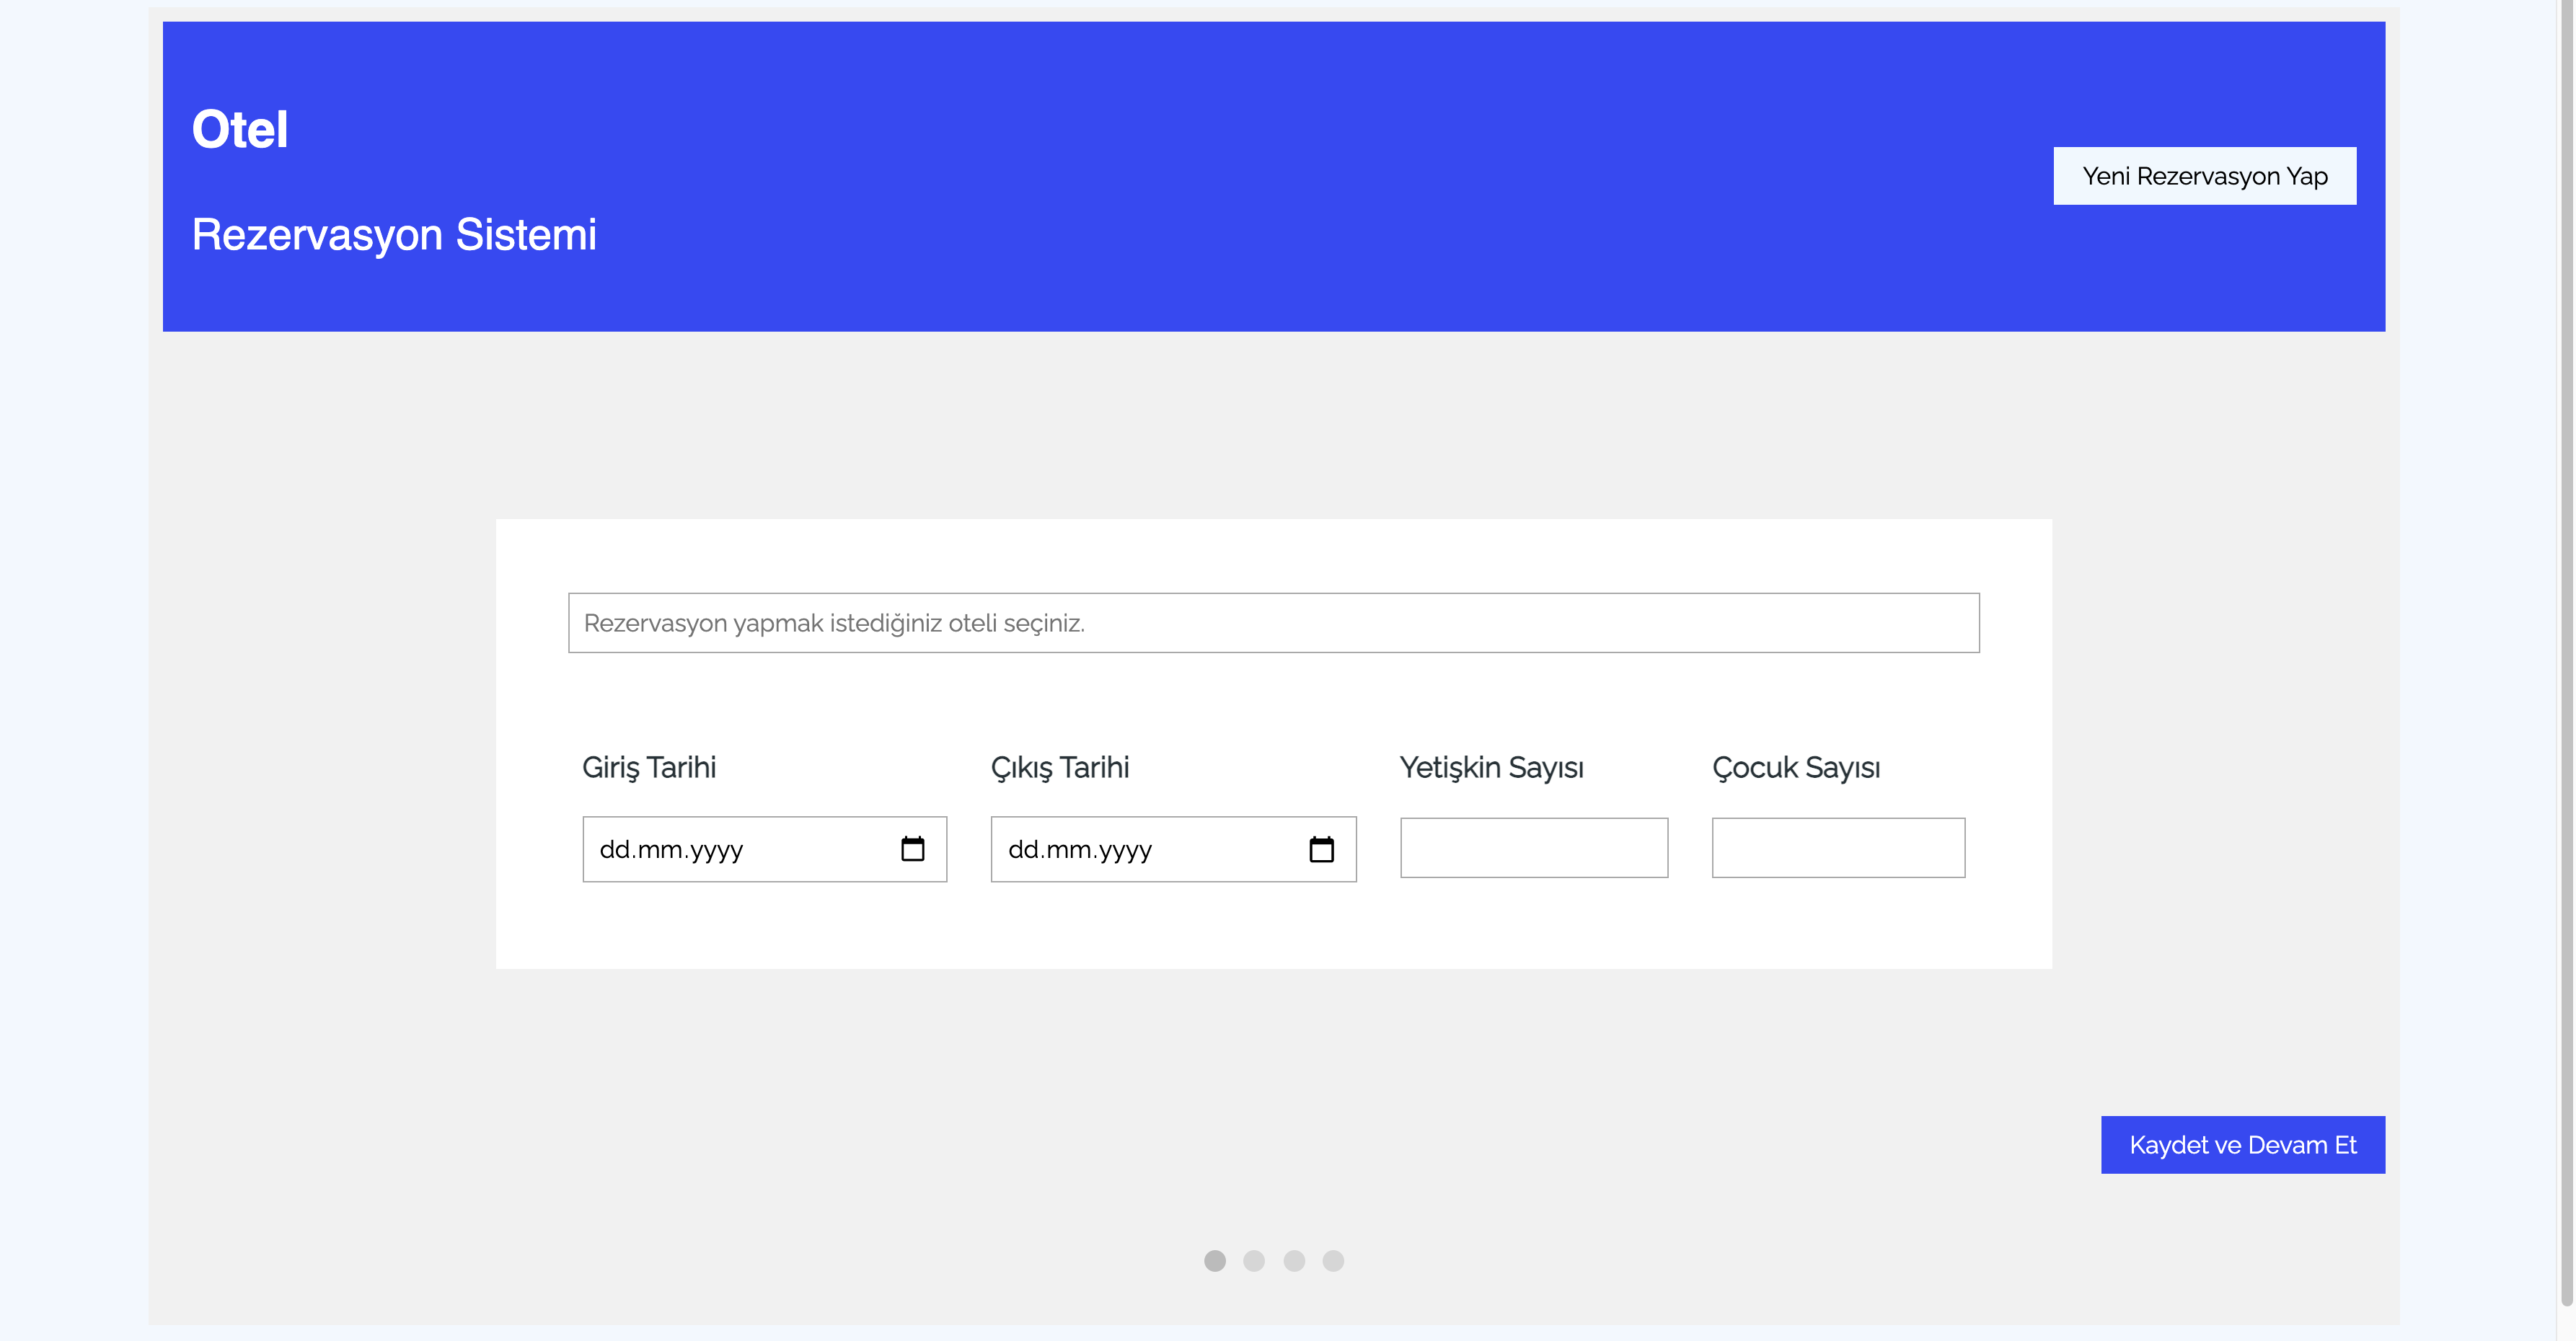 Otel
Rezervasyon Sistemi
Yeni Rezervasyon Yap
Rezervasyon yapmak istediğiniz oteli seçiniz.
Giriş Tarihi
Çıkış Tarihi
Yetişkin Sayısı
Çocuk Sayısı
dd.mm.yyyy
dd.mm.yyyy
Kaydet ve Devam Et